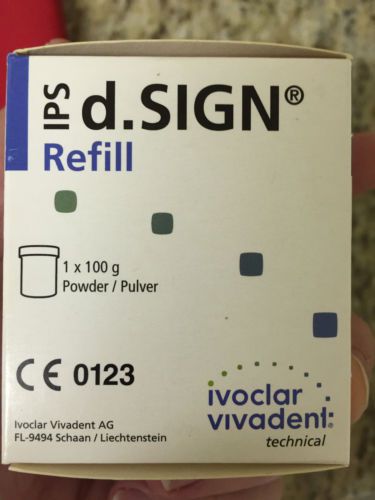 IPS d.SIGN®
Refill
1 x 100 g
Powder / Pulver
CE 0123
ivoclar
vivadent:
technical
Ivoclar Vivadent AG
FL-9494 Schaan / Liechtenstein